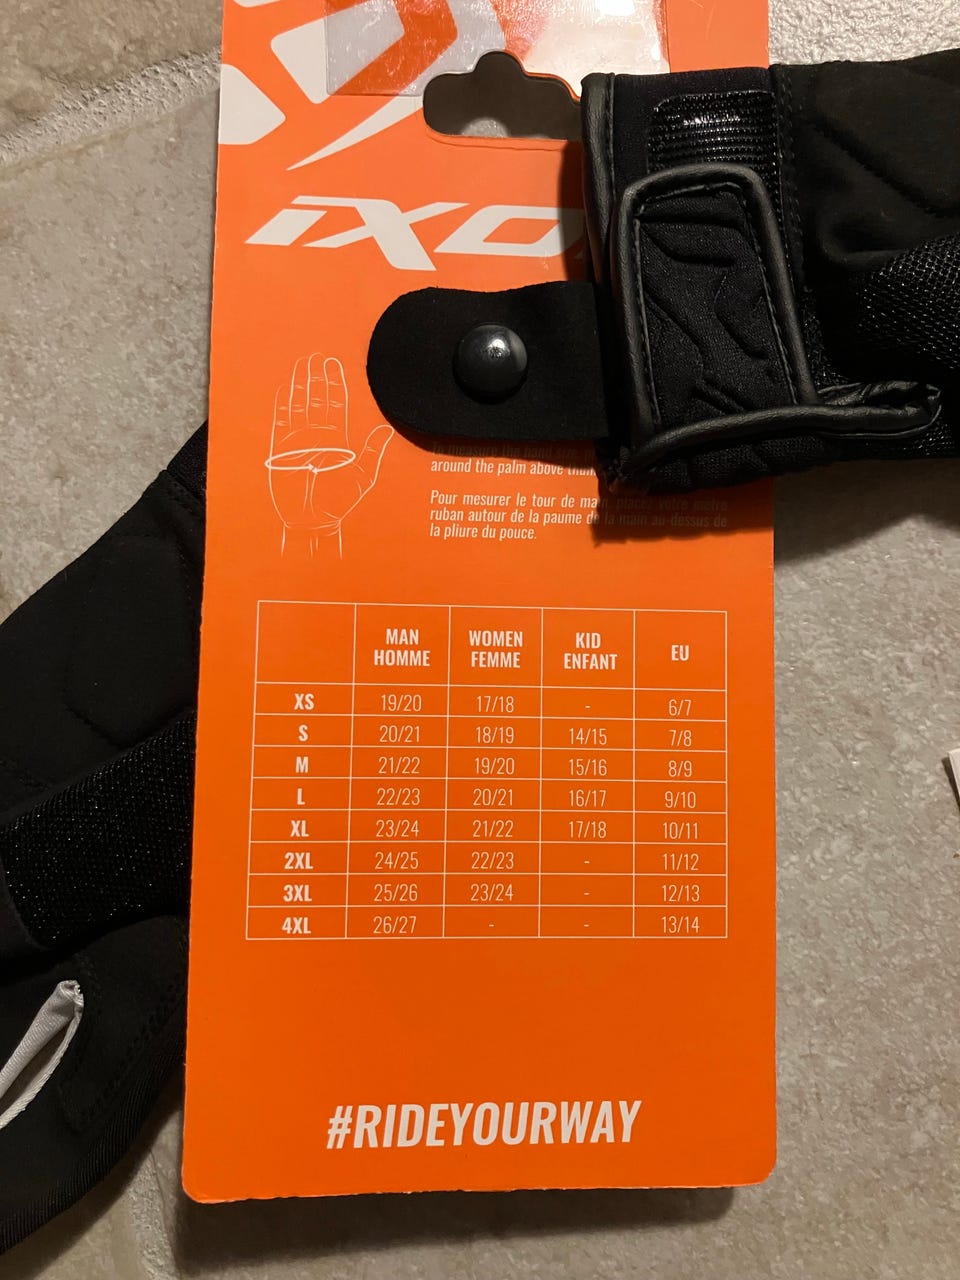 iXO
around the palm above
Pour mesurer le tour de main, placez votre mètre
ruban autour de la paume de la main au-dessus de
la pliure du pouce.
MAN WOMEN KID EU
HOMME FEMME ENFANT
XS 19/20 17/18 - 6/7
S 20/21 18/19 14/15 7/8
M 21/22 19/20 15/16 8/9
L 22/23 20/21 16/17 9/10
XL 23/24 21/22 17/18 10/11
2XL 24/25 22/23 - 11/12
3XL 25/26 23/24 - 12/13
4XL 26/27 - - 13/14
#RIDEYOURWAY